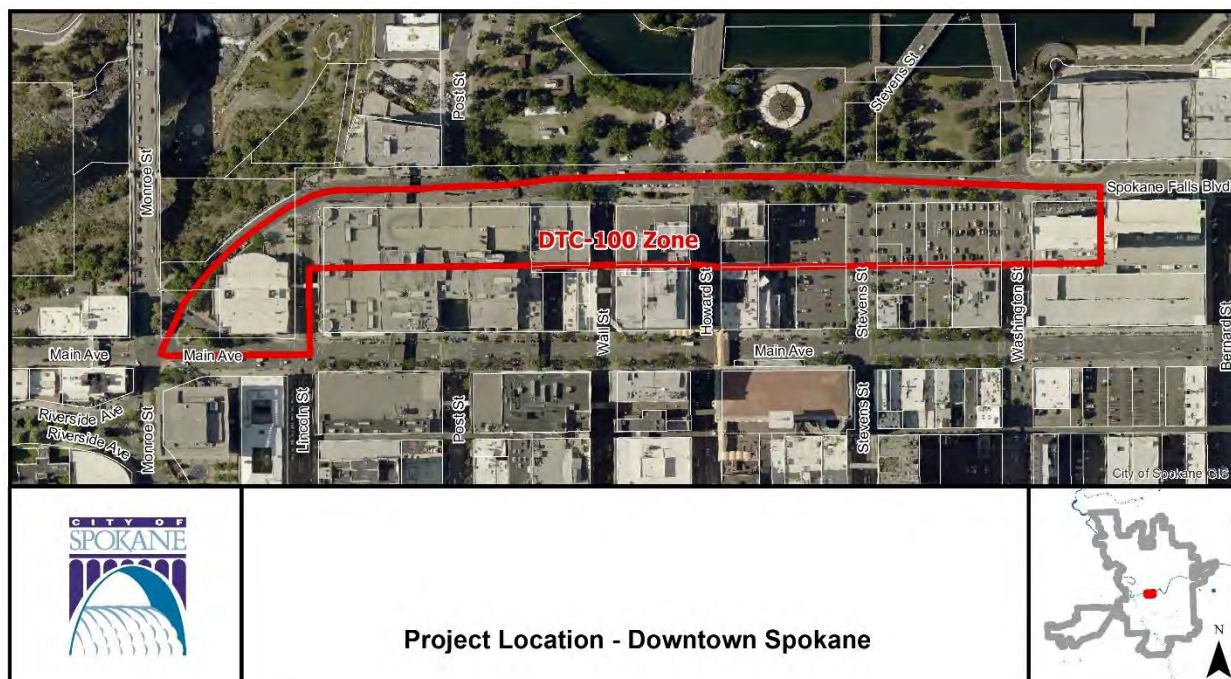 Post St
Stevens St
Monroe St
Spokane Falls Blvd
DTC-100 Zone
Wall St
Howard St
Stevens St
Washington St
Main Ave
Main Ave
Main Ave
Riverside Ave
Riverside Ave
Monroe St
Lincoln St
Post St
Stevens St
City of Spokane GIS
CITY OF
SPOKANE
Project Location - Downtown Spokane
N